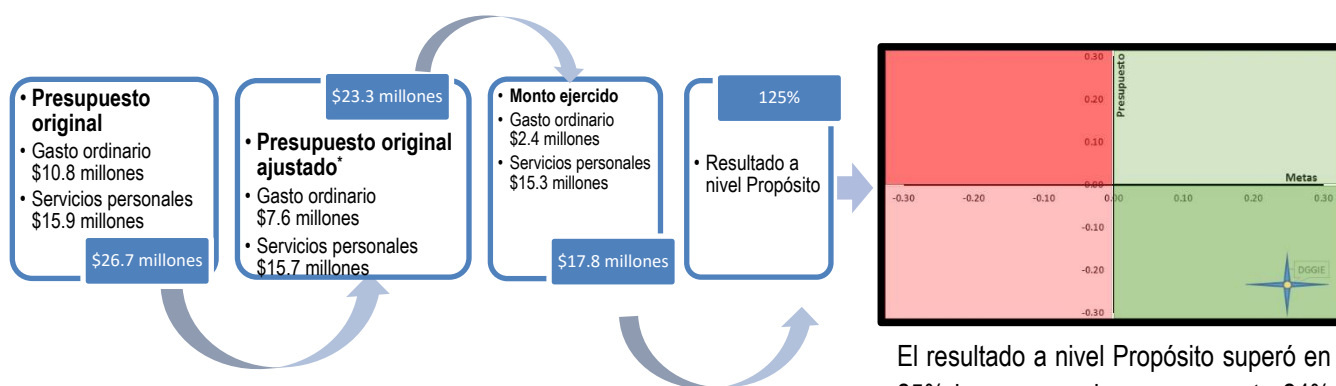 • Presupuesto
original
• Gasto ordinario
$10.8 millones
• Servicios personales
$15.9 millones
$26.7 millones
$23.3 millones
• Presupuesto original
ajustado*
• Gasto ordinario
$7.6 millones
• Servicios personales
$15.7 millones
• Monto ejercido
• Gasto ordinario
$2.4 millones
• Servicios personales
$15.3 millones
$17.8 millones
125%
• Resultado a
nivel Propósito
Presupuesto
0.30
0.20
0.10
0.00
Metas
-0.30 -0.20 -0.10 0.00 0.10 0.20 0.30
-0.10
-0.20
DGGIE
-0.30
El resultado a nivel Propósito superó en